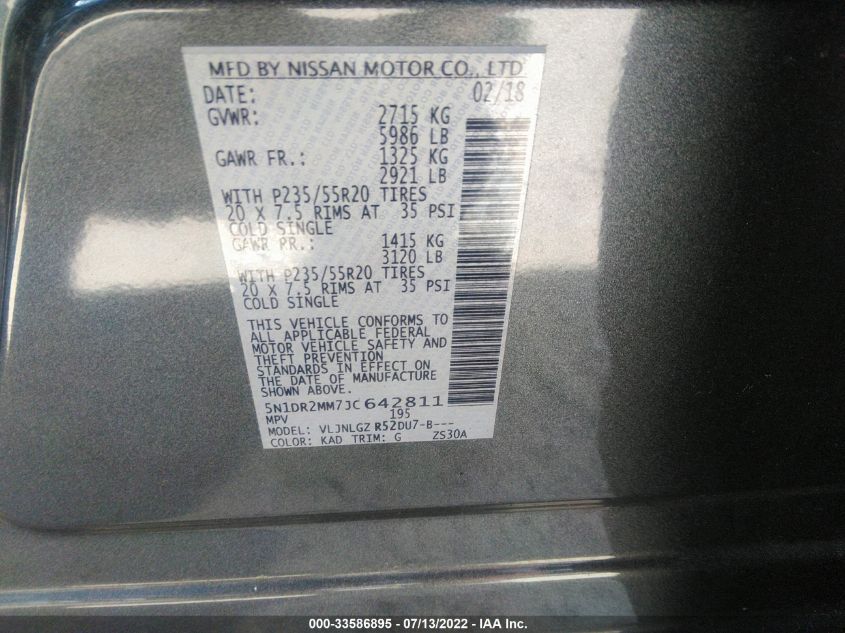 MFD BY NISSAN MOTOR CO., LTD
DATE: 02/18
GVWR: 2715 KG
5986 LB
GAWR FR.: 1325 KG
2921 LB
WITH P235/55R20 TIRES
20 X 7.5 RIMS AT 35 PSI
COLD SINGLE
GAWR PR.: 1415 KG
3120 LB
WITH P235/55R20 TIRES
20 X 7.5 RIMS AT 35 PSI
COLD SINGLE
THIS VEHICLE CONFORMS TO
ALL APPLICABLE FEDERAL
MOTOR VEHICLE SAFETY AND
THEFT PREVENTION
STANDARDS IN EFFECT ON
THE DATE OF MANUFACTURE
SHOWN ABOVE.
5N1DR2MM7JC642811
MPV 195
MODEL: VLJNLGZ R52DU7-B---
COLOR: KAD TRIM: G ZS30A
000-33586895 - 07/13/2022 - IAA Inc.